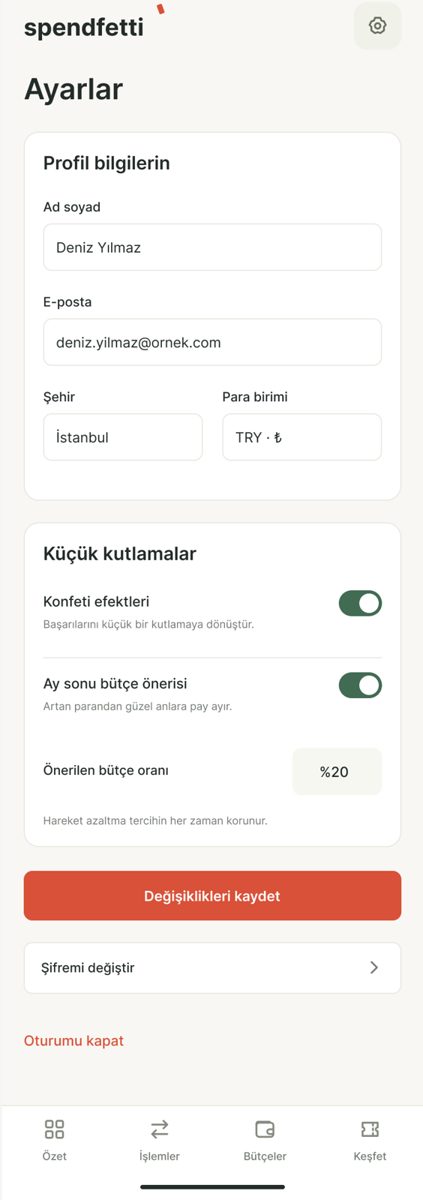 spendfetti
Ayarlar
Profil bilgilerin
Ad soyad
Deniz Yılmaz
E-posta
deniz.yilmaz@ornek.com
Şehir
Para birimi
İstanbul
TRY · ₺
Küçük kutlamalar
Konfeti efektleri
Başarılarını küçük bir kutlamaya dönüştür.
Ay sonu bütçe önerisi
Artan parandan güzel anlara pay ayır.
Önerilen bütçe oranı
%20
Hareket azaltma tercihin her zaman korunur.
Değişiklikleri kaydet
Şifremi değiştir
Oturumu kapat
Özet
İşlemler
Bütçeler
Keşfet